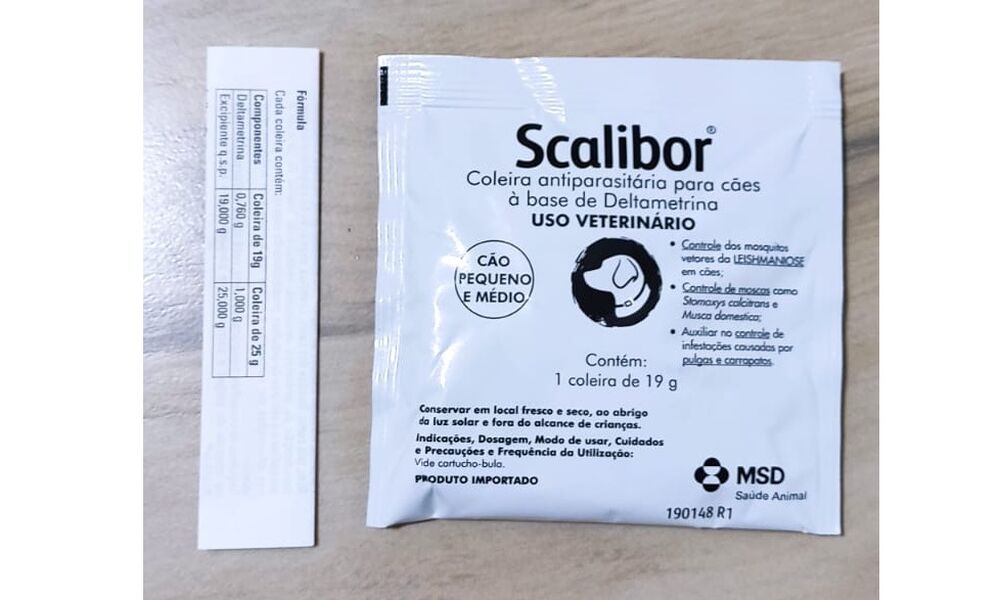 Fórmula
Cada coleira contém:
Componentes Coleira de 19g Coleira de 25 g
Deltametrina 0,760 g 1,000 g
Excipiente q.s.p. 19,000 g 25,000 g
Scalibor®
Coleira antiparasitária para cães
à base de Deltametrina
USO VETERINÁRIO
CÃO
PEQUENO
E MÉDIO
• Controle dos mosquitos
vetores da LEISHMANIOSE
em cães;
• Controle de moscas como
Stomoxys calcitrans e
Musca domestica;
• Auxiliar no controle de
infestações causadas por
pulgas e carrapatos.
Contém:
1 coleira de 19 g
Conservar em local fresco e seco, ao abrigo
da luz solar e fora do alcance de crianças.
Indicações, Dosagem, Modo de usar, Cuidados
e Precauções e Frequência da Utilização:
Vide cartucho-bula.
PRODUTO IMPORTADO
MSD
Saúde Animal
190148 R1